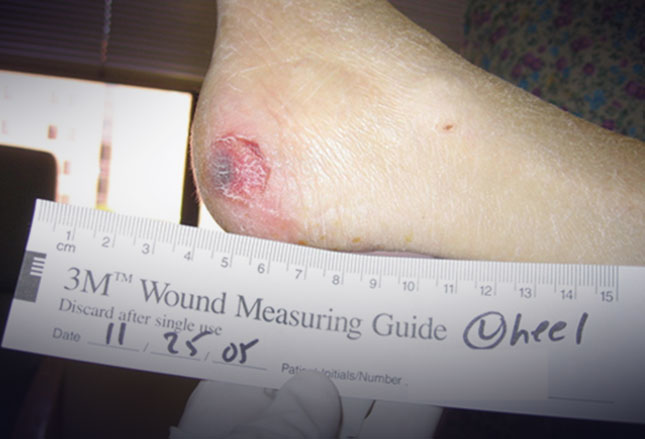 1 2 3 4 5 6 7 8 9 10 11 12 13 14 15
cm
3M™ Wound Measuring Guide Ⓛ heel
Discard after single use
Date 11 / 25 / 05 Patient Initials/Number